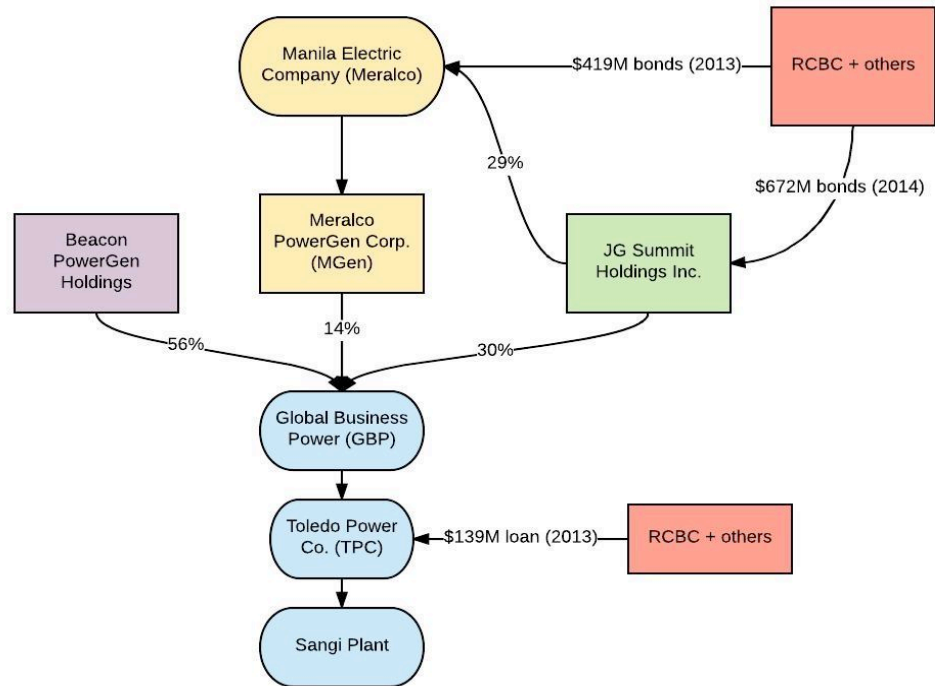 Manila Electric
Company (Meralco)
$419M bonds (2013)
RCBC + others
29%
$672M bonds (2014)
Beacon
PowerGen
Holdings
Meralco
PowerGen Corp.
(MGen)
JG Summit
Holdings Inc.
56%
14%
30%
Global Business
Power (GBP)
Toledo Power
Co. (TPC)
$139M loan (2013)
RCBC + others
Sangi Plant